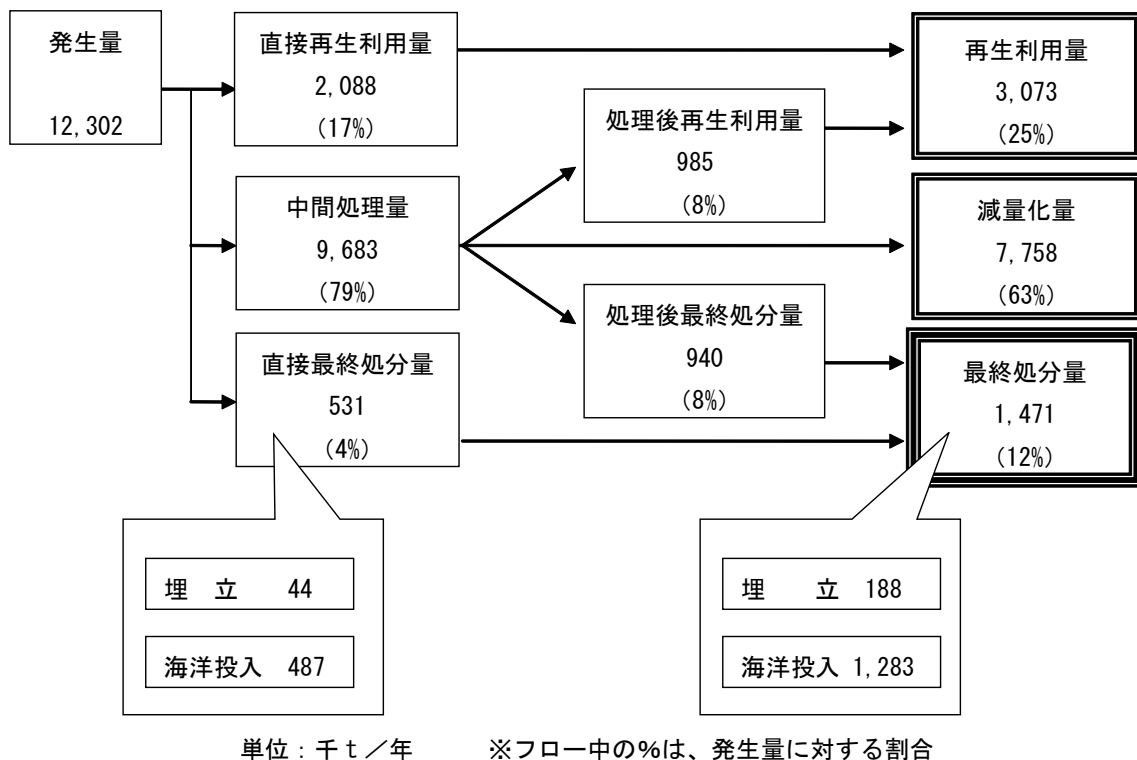 発生量
12,302
直接再生利用量
2,088
(17%)
中間処理量
9,683
(79%)
直接最終処分量
531
(4%)
処理後再生利用量
985
(8%)
処理後最終処分量
940
(8%)
再生利用量
3,073
(25%)
減量化量
7,758
(63%)
最終処分量
1,471
(12%)
埋 立 44
海洋投入 487
埋 立 188
海洋投入 1,283
単位：千t／年 ※フロー中の%は、発生量に対する割合